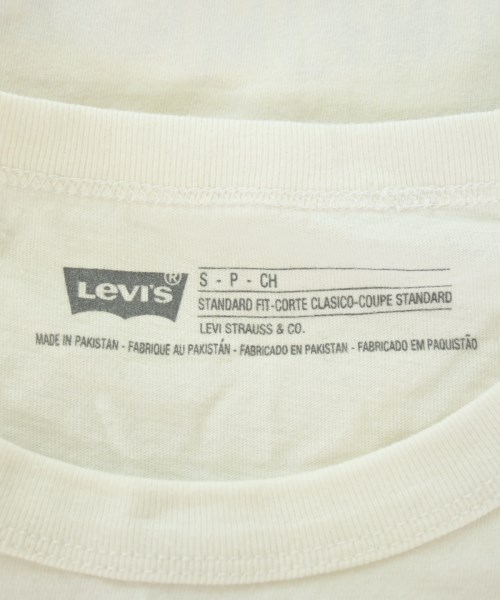 LEVI'S®
S - P - CH
STANDARD FIT-CORTE CLASICO-COUPE STANDARD
LEVI STRAUSS & CO.
MADE IN PAKISTAN - FABRIQUE AU PAKISTÁN - FABRICADO EN PAKISTAN - FABRICADO EM PAQUISTÃO